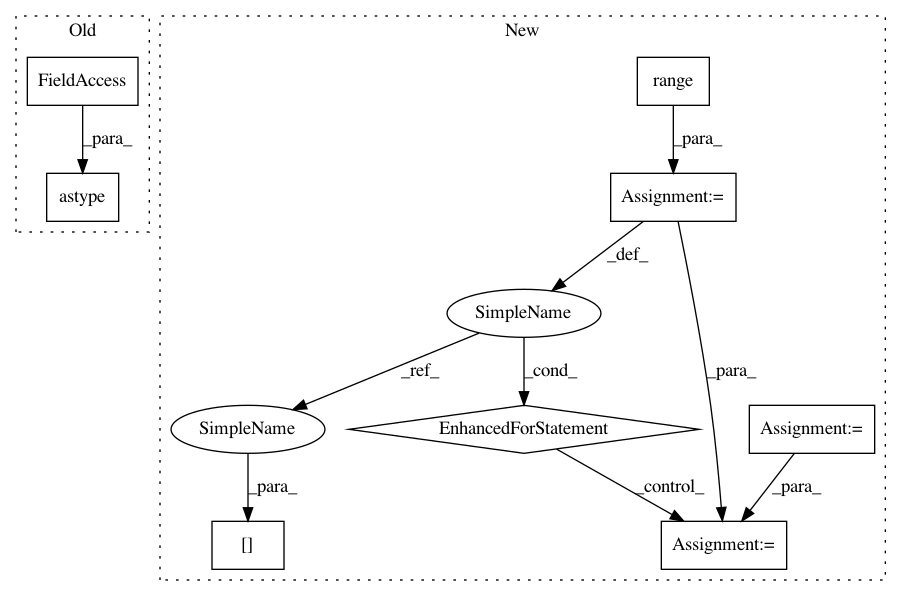 Old
New
FieldAccess
range
_para_
_para_
astype
Assignment:=
_def_
SimpleName
_ref_
_cond_
_para_
SimpleName
EnhancedForStatement
Assignment:=
_para_
_control_
_para_
[]
Assignment:=